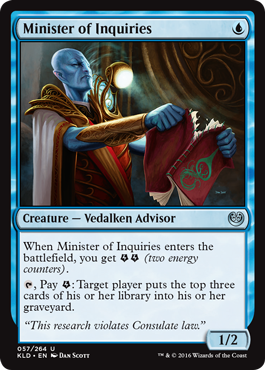 Minister of Inquiries
Creature — Vedalken Advisor
When Minister of Inquiries enters the
battlefield, you get (two energy
counters).
, Pay : Target player puts the top three
cards of his or her library into his or her
graveyard.
“This research violates Consulate law.”
1/2
057/264 U
KLD • EN DAN SCOTT
™ & © 2016 Wizards of the Coast